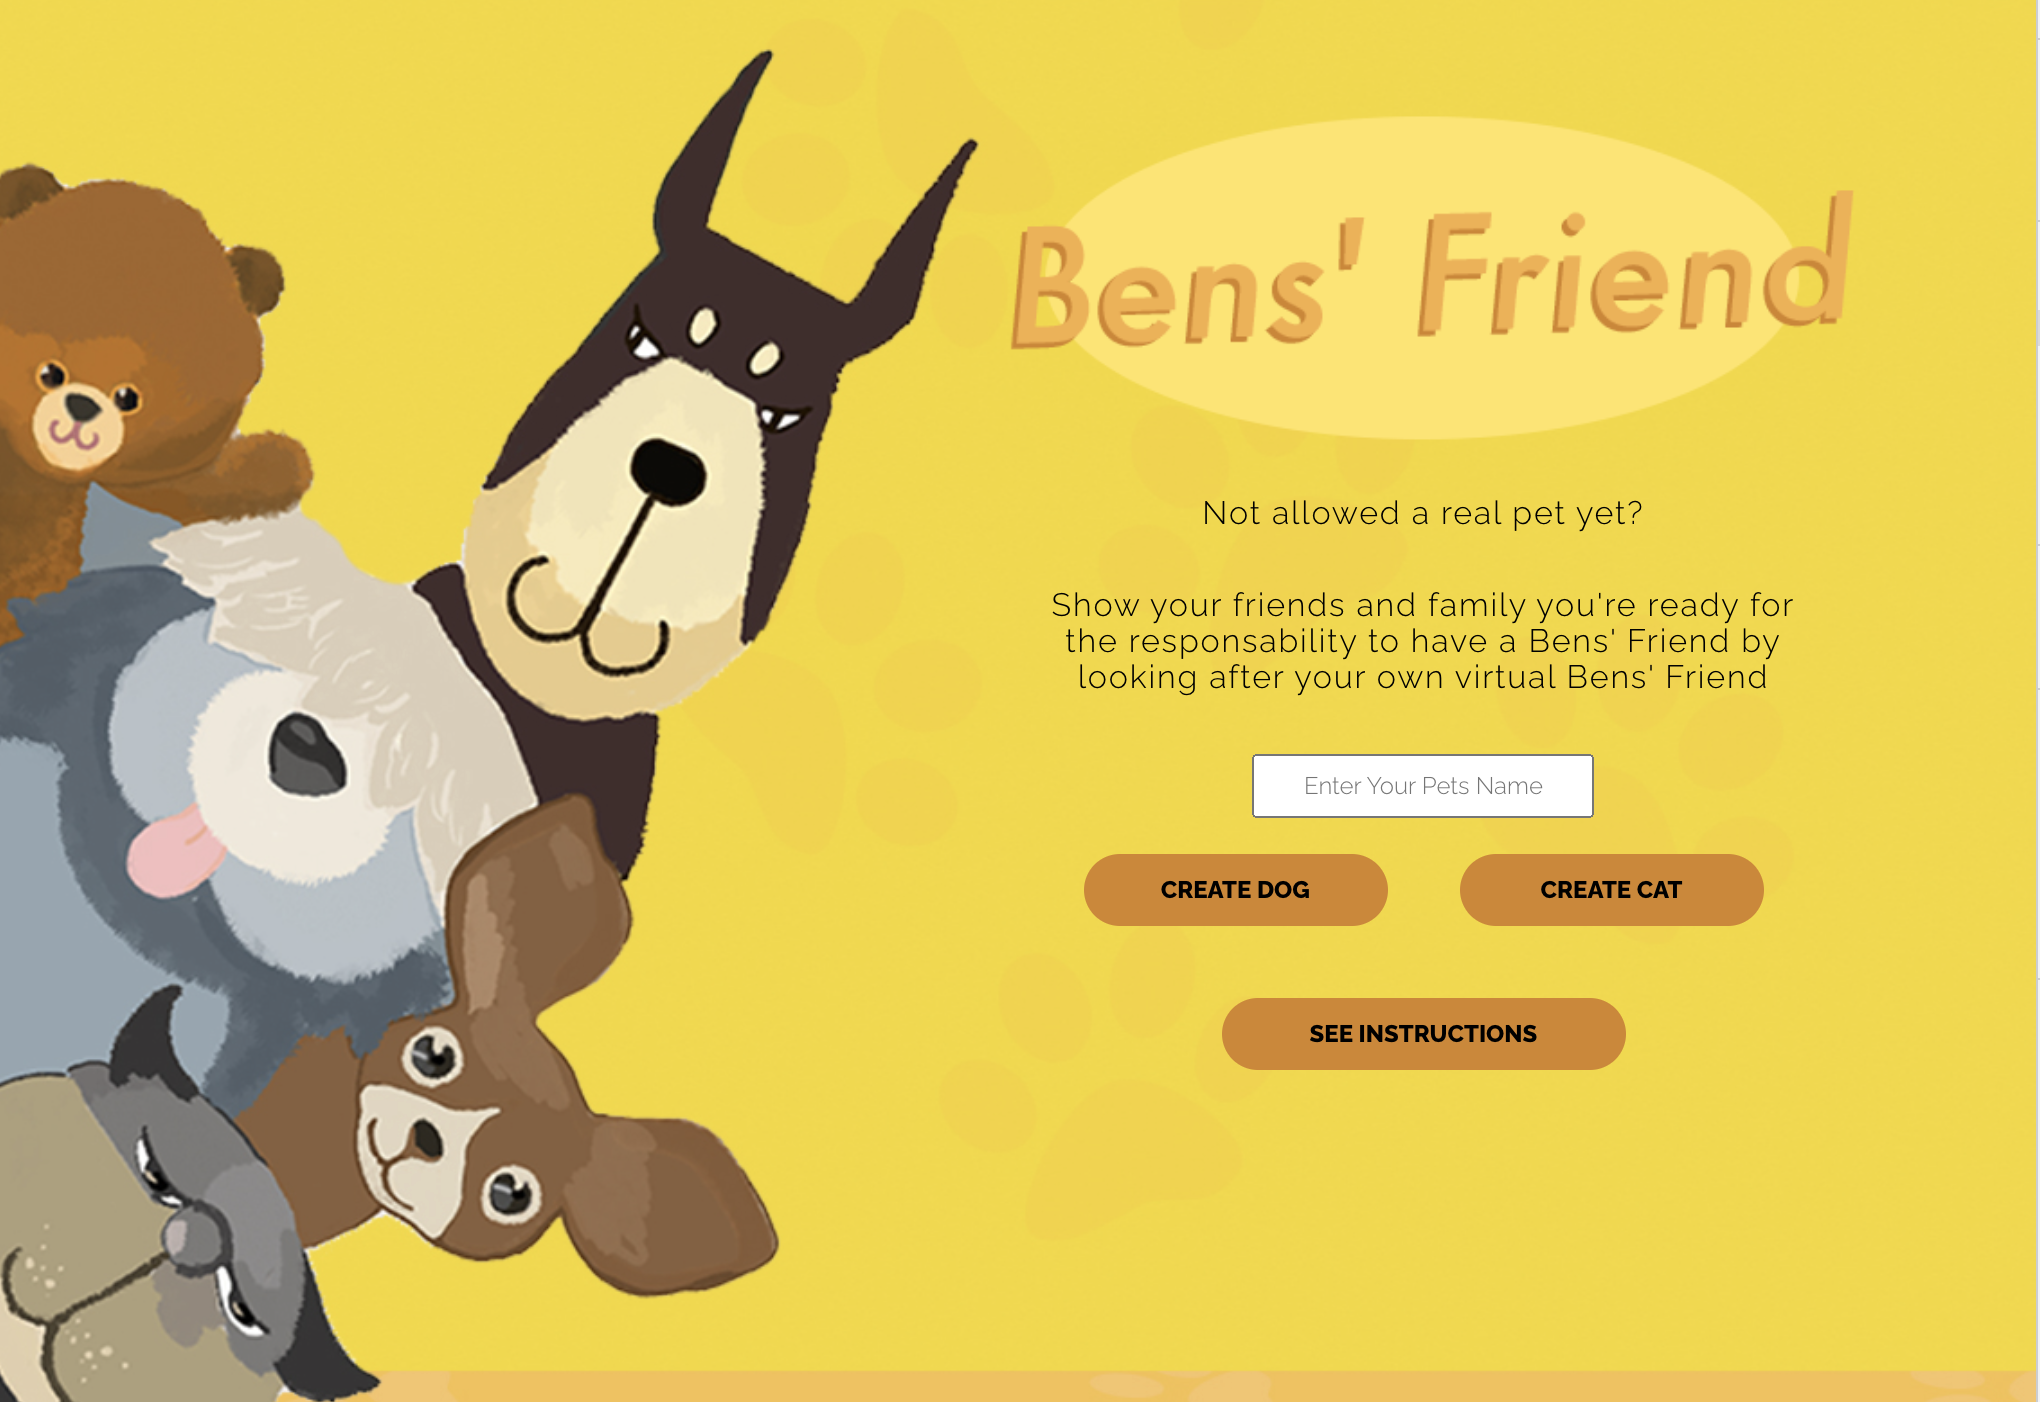 Bens' Friend
Not allowed a real pet yet?
Show your friends and family you're ready for
the responsability to have a Bens' Friend by
looking after your own virtual Bens' Friend
Enter Your Pets Name
CREATE DOG
CREATE CAT
SEE INSTRUCTIONS